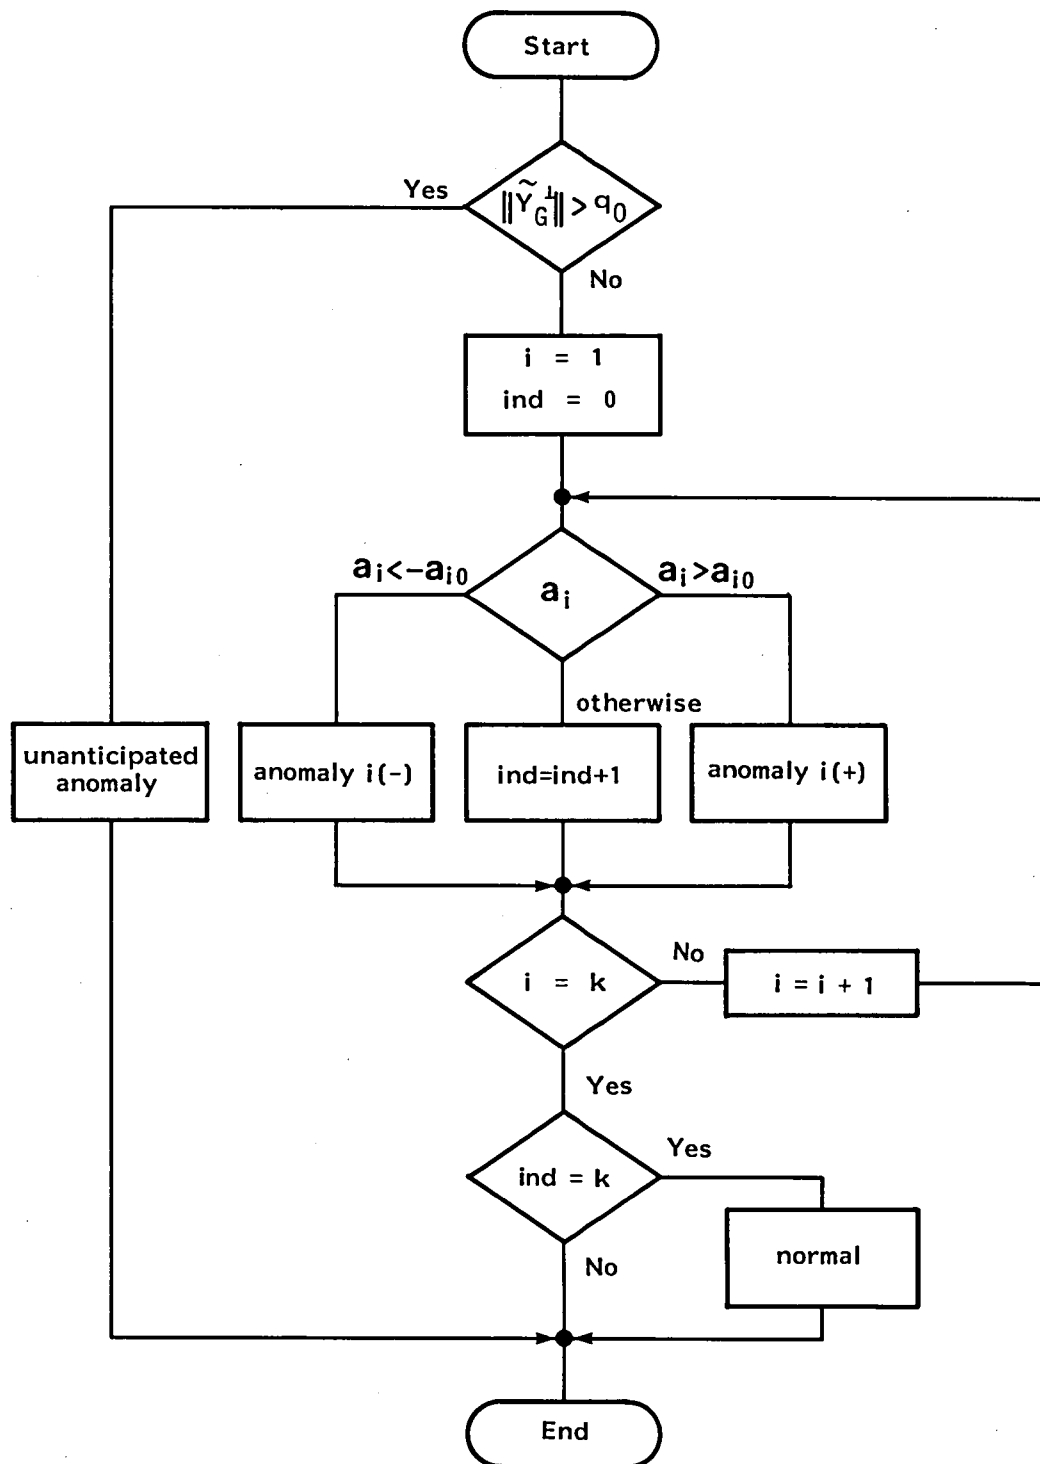 Start
Yes
‖Ỹ_G^⊥‖ > q_0
No
i = 1
ind = 0
a_i<-a_i0
a_i
a_i>a_i0
otherwise
unanticipated
anomaly
anomaly i(-)
ind=ind+1
anomaly i(+)
i = k
No
i = i + 1
Yes
ind = k
Yes
normal
No
End